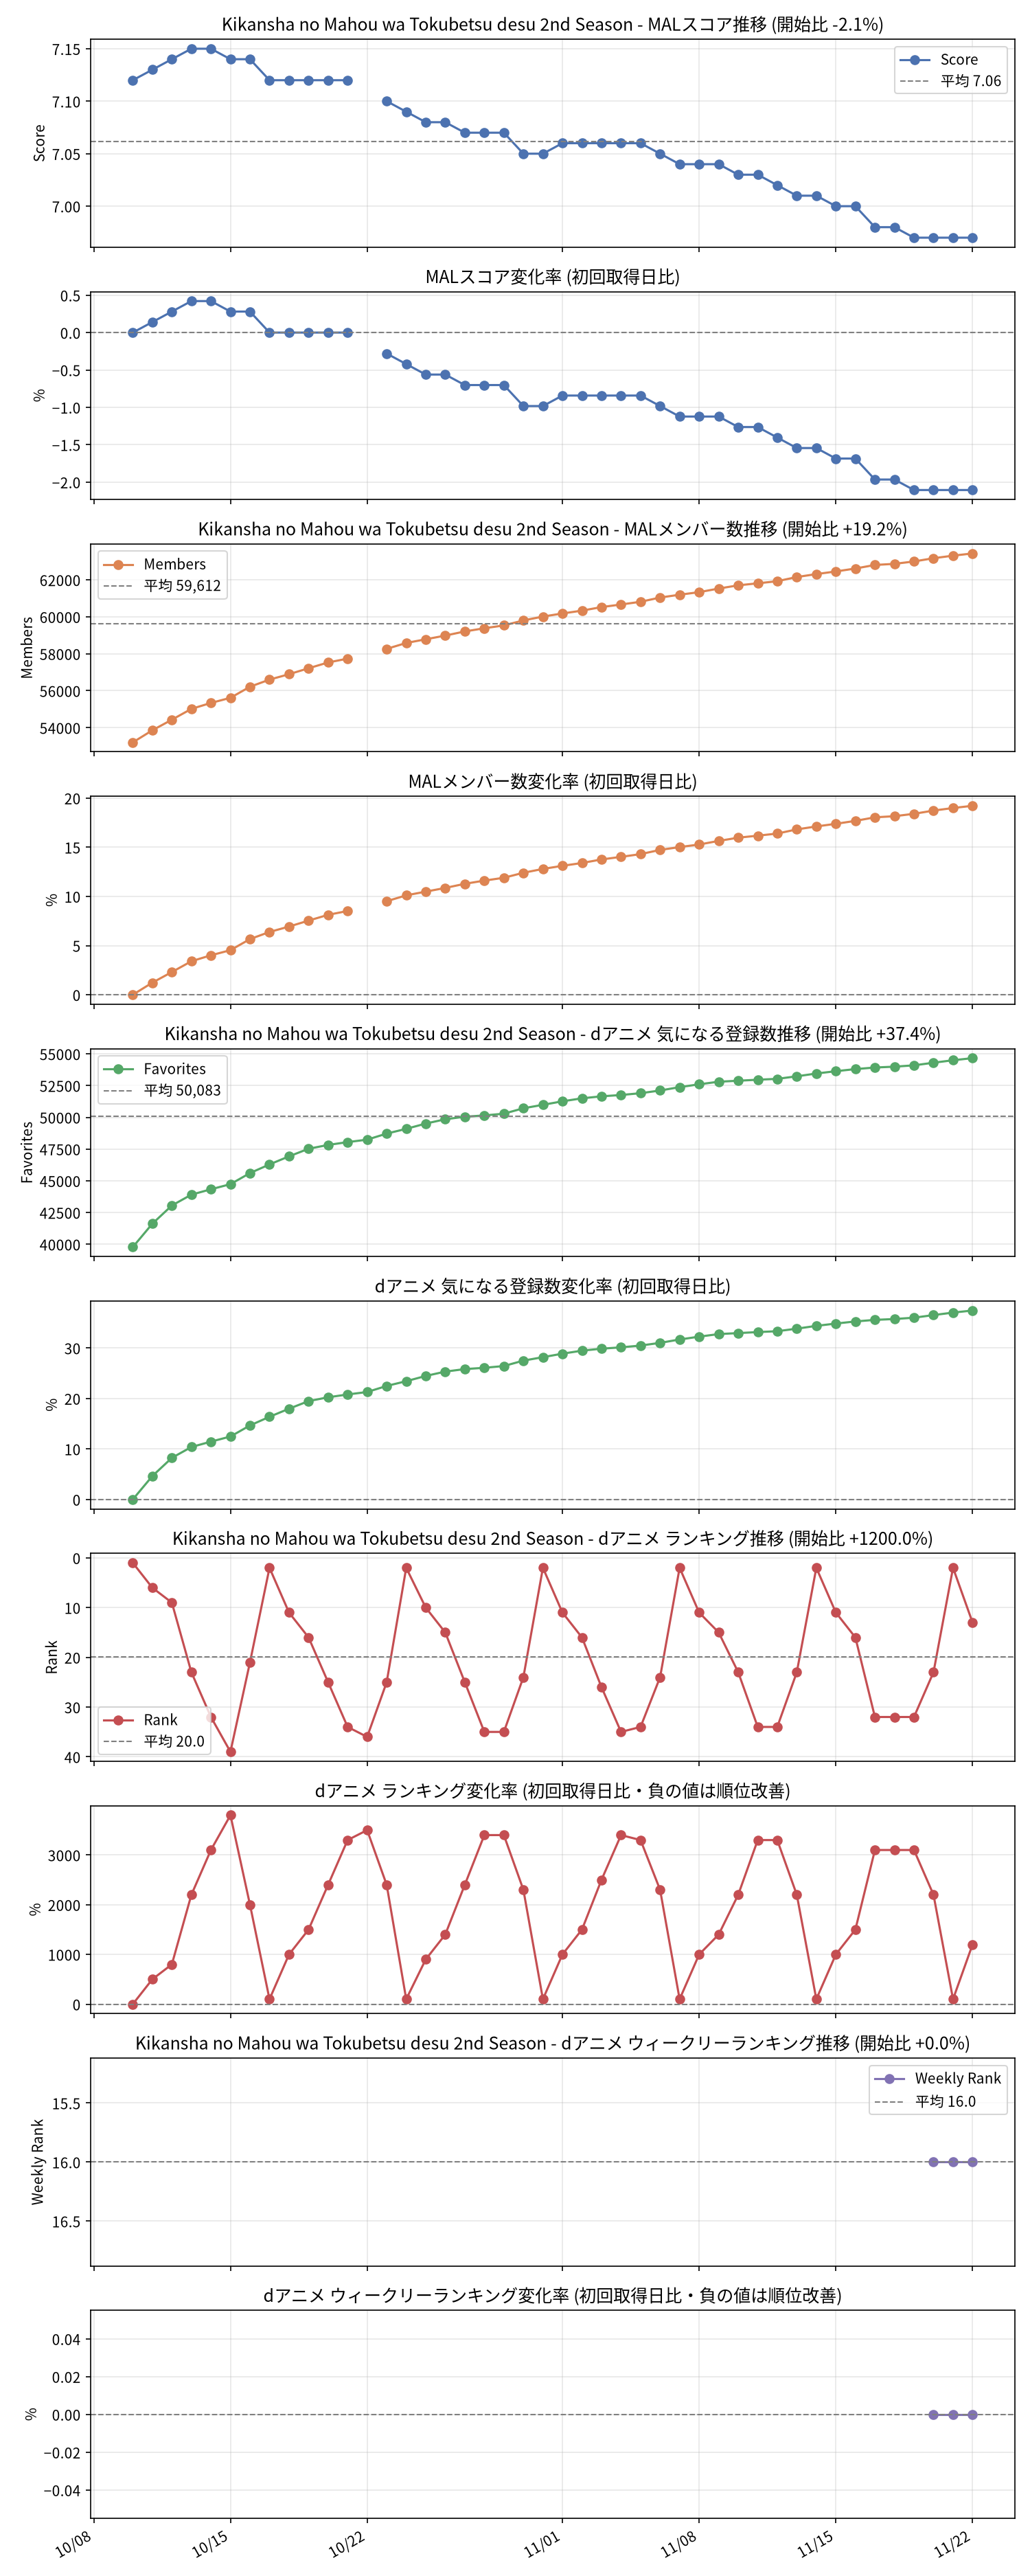 Kikansha no Mahou wa Tokubetsu desu 2nd Season - MALスコア推移 (開始比 -2.1%)
7.15
7.10
7.05
7.00
Score
Score
平均 7.06
MALスコア変化率 (初回取得日比)
0.5
0.0
−0.5
−1.0
−1.5
−2.0
%
Kikansha no Mahou wa Tokubetsu desu 2nd Season - MALメンバー数推移 (開始比 +19.2%)
62000
60000
58000
56000
54000
Members
Members
平均 59,612
MALメンバー数変化率 (初回取得日比)
20
15
10
5
0
%
Kikansha no Mahou wa Tokubetsu desu 2nd Season - dアニメ 気になる登録数推移 (開始比 +37.4%)
55000
52500
50000
47500
45000
42500
40000
Favorites
Favorites
平均 50,083
dアニメ 気になる登録数変化率 (初回取得日比)
30
20
10
0
%
Kikansha no Mahou wa Tokubetsu desu 2nd Season - dアニメ ランキング推移 (開始比 +1200.0%)
0
10
20
30
40
Rank
Rank
平均 20.0
dアニメ ランキング変化率 (初回取得日比・負の値は順位改善)
3000
2000
1000
0
%
Kikansha no Mahou wa Tokubetsu desu 2nd Season - dアニメ ウィークリーランキング推移 (開始比 +0.0%)
15.5
16.0
16.5
Weekly Rank
Weekly Rank
平均 16.0
dアニメ ウィークリーランキング変化率 (初回取得日比・負の値は順位改善)
0.04
0.02
0.00
−0.02
−0.04
%
10/08
10/15
10/22
11/01
11/08
11/15
11/22